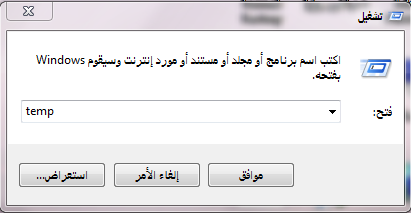 تشغيل
اكتب اسم برنامج أو مجلد أو مستند أو مورد إنترنت وسيقوم Windows
بفتحه.
فتح:
temp
موافق
إلغاء الأمر
استعراض...